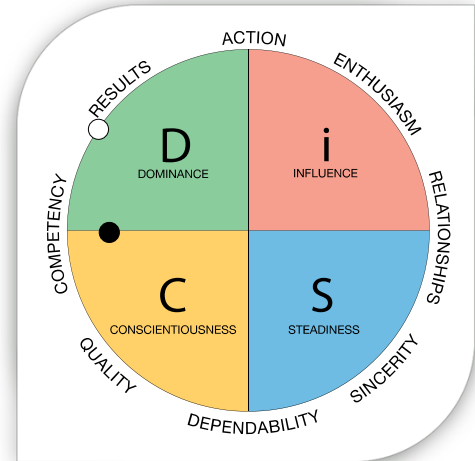 ACTION
ENTHUSIASM
RELATIONSHIPS
SINCERITY
DEPENDABILITY
QUALITY
COMPETENCY
RESULTS
D
DOMINANCE
i
INFLUENCE
C
CONSCIENTIOUSNESS
S
STEADINESS